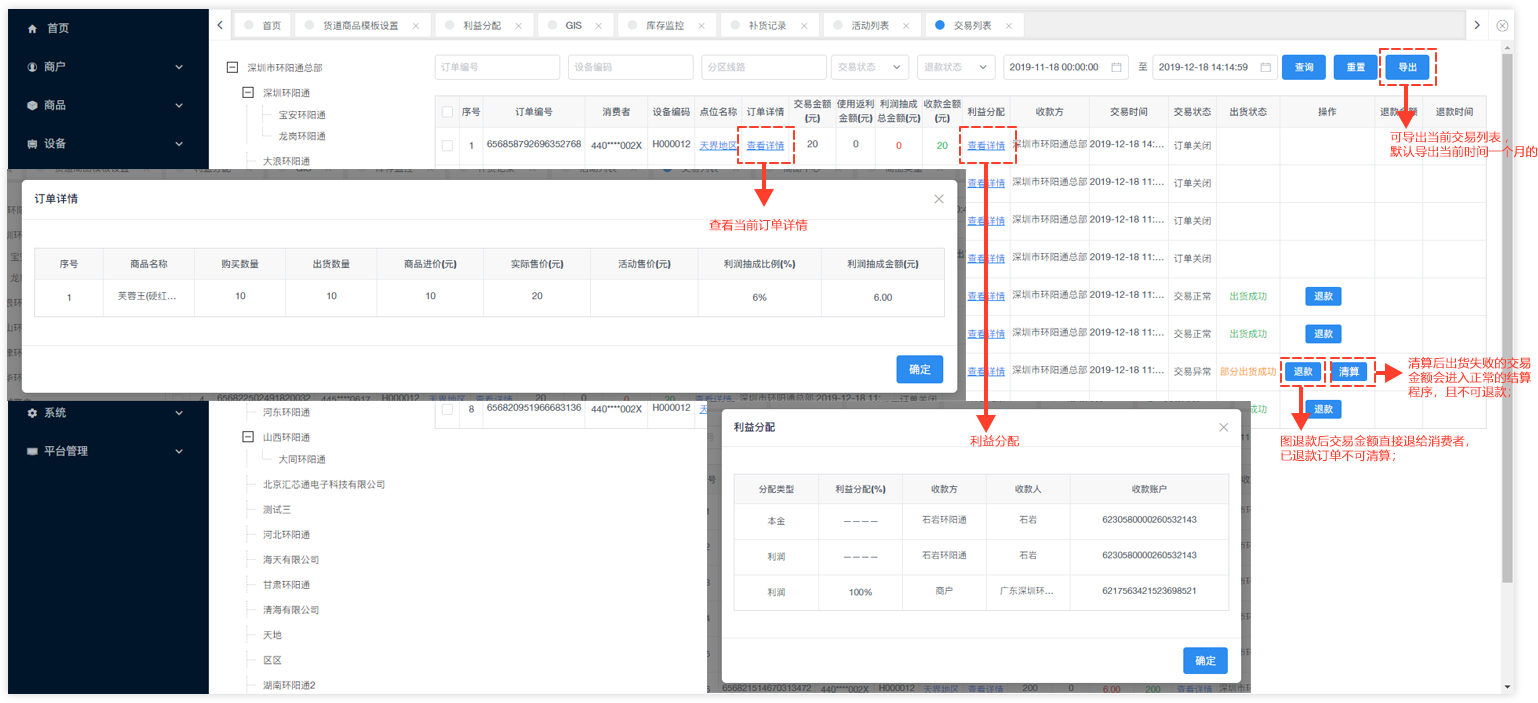 首页
商户
商品
设备
系统
平台管理
首页
货道商品模板设置
利益分配
GIS
库存监控
补货记录
活动列表
交易列表
深圳市环阳通总部
深圳环阳通
宝安环阳通
龙岗环阳通
大浪环阳通
河东环阳通
山西环阳通
大同环阳通
北京汇芯通电子科技有限公司
测试三
河北环阳通
海天有限公司
甘肃环阳通
清海有限公司
天地
区区
湖南环阳通2
订单编号 设备编码 分区线路 交易状态 退款状态 2019-11-18 00:00:00 至 2019-12-18 14:14:59 查询 重置 导出
序号 订单编号 消费者 设备编码 点位名称 订单详情 交易金额(元) 使用返利金额(元) 利润抽成总金额(元) 收款金额(元) 利益分配 收款方 交易时间 交易状态 出货状态 操作 退款金额 退款时间
1 656858792696352768 440****002X H000012 天界地区 查看详情 20 0 0 20 查看详情 深圳市环阳通总部 2019-12-18 14:... 订单关闭
查看详情 深圳市环阳通总部 2019-12-18 11:... 订单关闭
查看详情 深圳市环阳通总部 2019-12-18 11:... 订单关闭
查看详情 深圳市环阳通总部 2019-12-18 11:... 订单关闭
查看详情 深圳市环阳通总部 2019-12-18 11:... 交易正常 出货成功 退款
查看详情 深圳市环阳通总部 2019-12-18 11:... 交易正常 出货成功 退款
查看详情 深圳市环阳通总部 2019-12-18 11:... 交易异常 部分出货成功 退款 清算
8 656820951966683136 440****002X H000012 天
成功 退款
可导出当前交易列表，
默认导出当前时间一个月的
查看当前订单详情
利益分配
清算后出货失败的交易
金额会进入正常的结算
程序，且不可退款；
图退款后交易金额直接退给消费者，
已退款订单不可清算；
订单详情
序号 商品名称 购买数量 出货数量 商品进价(元) 实际售价(元) 活动售价(元) 利润抽成比例(%) 利润抽成金额(元)
1 芙蓉王(硬红... 10 10 10 20 6% 6.00
确定
利益分配
分配类型 利益分配(%) 收款方 收款人 收款账户
本金 ———— 石岩环阳通 石岩 6230580000260532143
利润 ———— 石岩环阳通 石岩 6230580000260532143
利润 100% 商户 广东深圳环... 6217563421523698521
确定
656821514670313472 440****002X H000012 天界地区 查看详情 200 0 6.00 200 查看详情 深圳市环